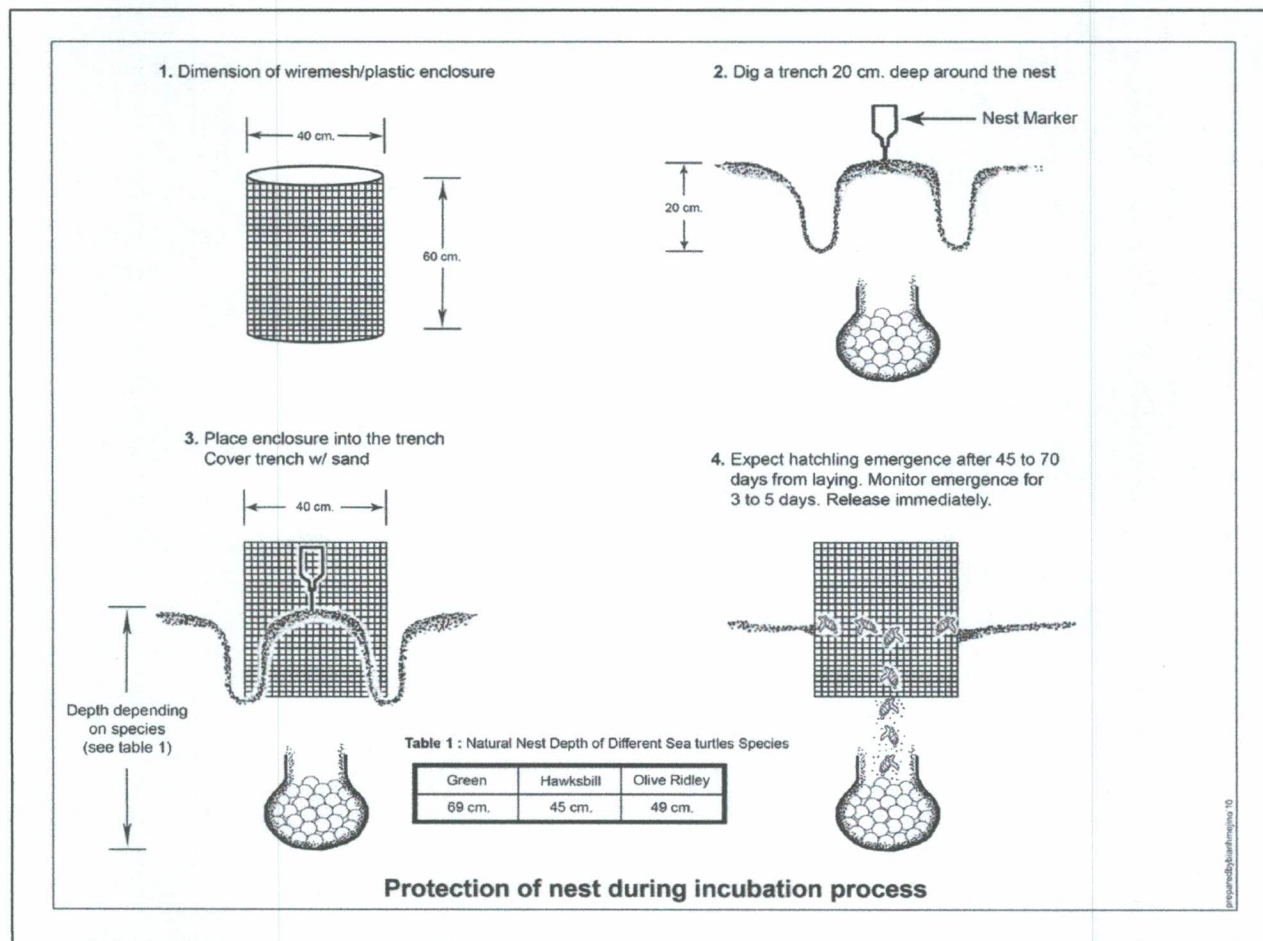 1. Dimension of wiremesh/plastic enclosure
40 cm.
60 cm.
2. Dig a trench 20 cm. deep around the nest
Nest Marker
20 cm.
3. Place enclosure into the trench
Cover trench w/ sand
40 cm.
Depth depending
on species
(see table 1)
4. Expect hatchling emergence after 45 to 70
days from laying. Monitor emergence for
3 to 5 days. Release immediately.
Table 1 : Natural Nest Depth of Different Sea turtles Species
Green Hawksbill Olive Ridley
69 cm. 45 cm. 49 cm.
Protection of nest during incubation process